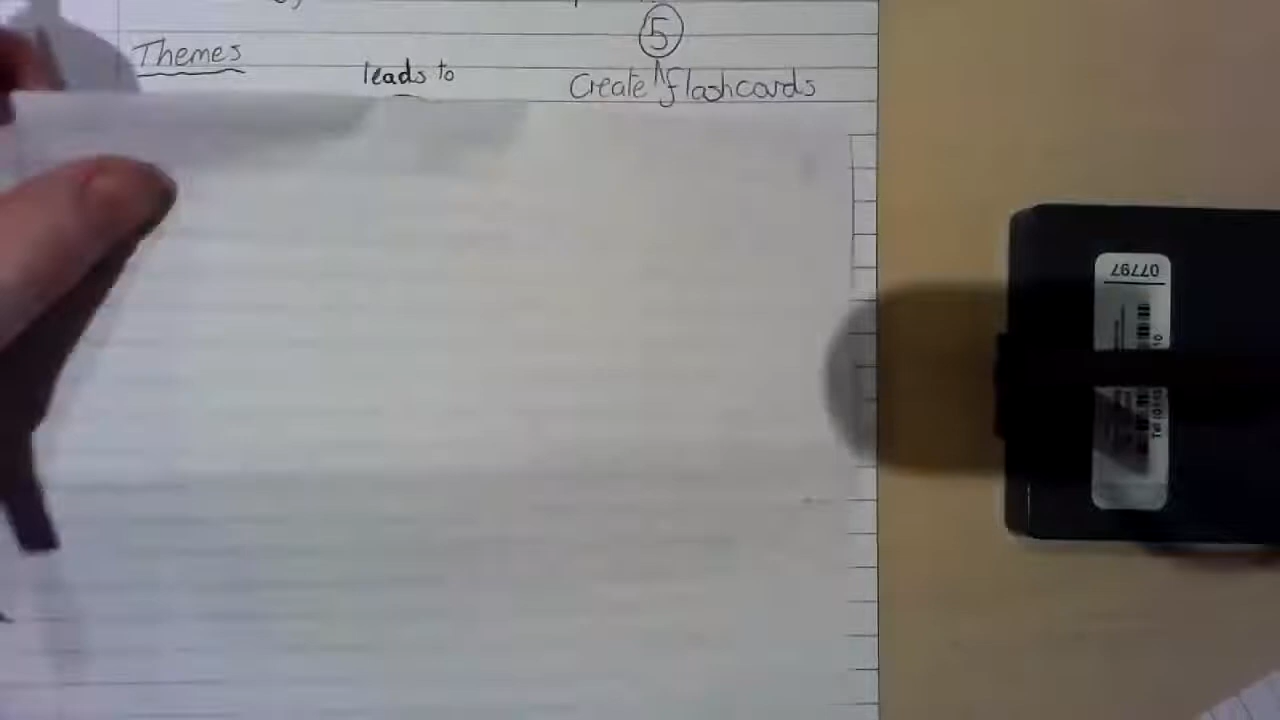 5
Themes
leads to
Create ^ flashcards
07797